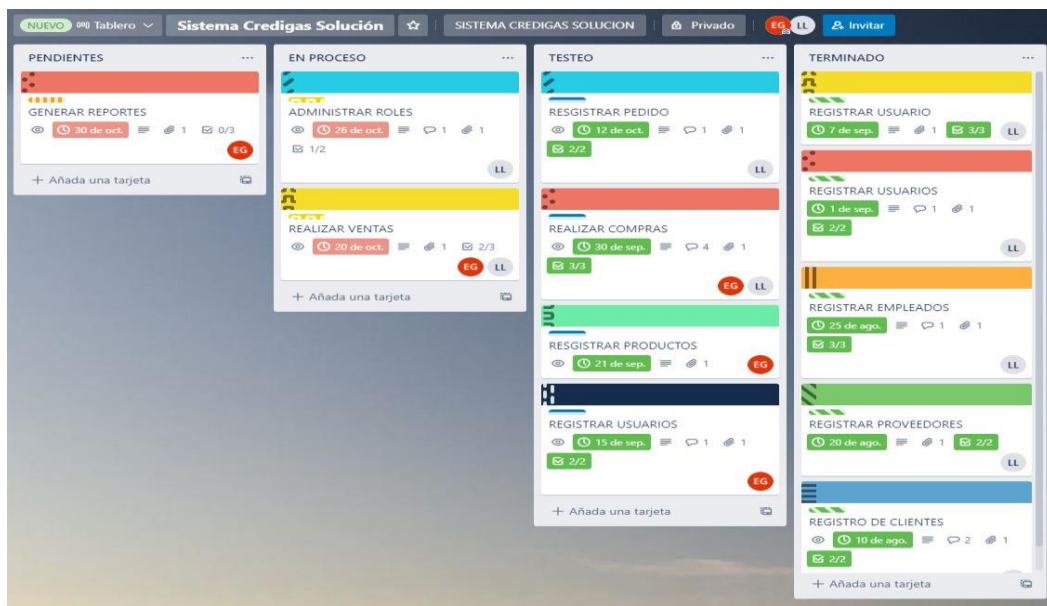 NUEVO Tablero Sistema Credigas Solución SISTEMA CREDIGAS SOLUCION Privado EG LL Invitar
PENDIENTES
GENERAR REPORTES
30 de oct. 1 0/3
EG
+ Añada una tarjeta
EN PROCESO
ADMINISTRAR ROLES
26 de oct. 1 1
1/2
LL
REALIZAR VENTAS
20 de oct. 1 2/3
EG LL
+ Añada una tarjeta
TESTEO
RESGISTRAR PEDIDO
12 de oct. 1 1
2/2
LL
REALIZAR COMPRAS
30 de sep. 4 1
3/3
EG LL
RESGISTRAR PRODUCTOS
21 de sep. 1 EG
REGISTRAR USUARIOS
15 de sep. 1 1
2/2
EG
+ Añada una tarjeta
TERMINADO
REGISTRAR USUARIO
7 de sep. 1 3/3 LL
REGISTRAR USUARIOS
1 de sep. 1 1
2/2
LL
REGISTRAR EMPLEADOS
25 de ago. 1 1
3/3
LL
REGISTRAR PROVEEDORES
20 de ago. 1 2/2
LL
REGISTRO DE CLIENTES
10 de ago. 2 1
2/2
+ Añada una tarjeta